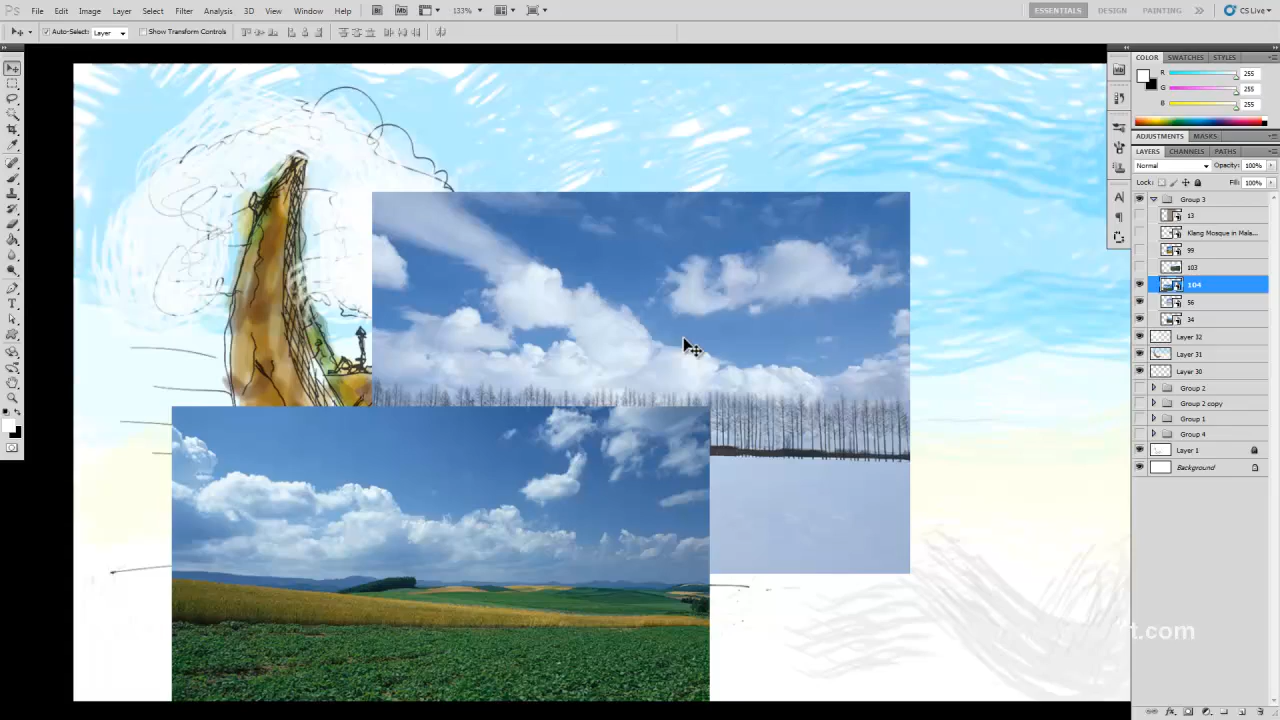 File Edit Image Layer Select Filter Analysis 3D View Window Help Br Mb 133% ESSENTIALS DESIGN PAINTING CS Live
Auto-Select: Layer Show Transform Controls
COLOR SWATCHES STYLES
R 255
G 255
B 255
ADJUSTMENTS MASKS
LAYERS CHANNELS PATHS
Normal Opacity: 100%
Lock: Fill: 100%
Group 3
13
Klang Mosque in Mala...
99
103
104
56
34
Layer 32
Layer 31
Layer 30
Group 2
Group 2 copy
Group 1
Group 4
Layer 1
Background
t.com